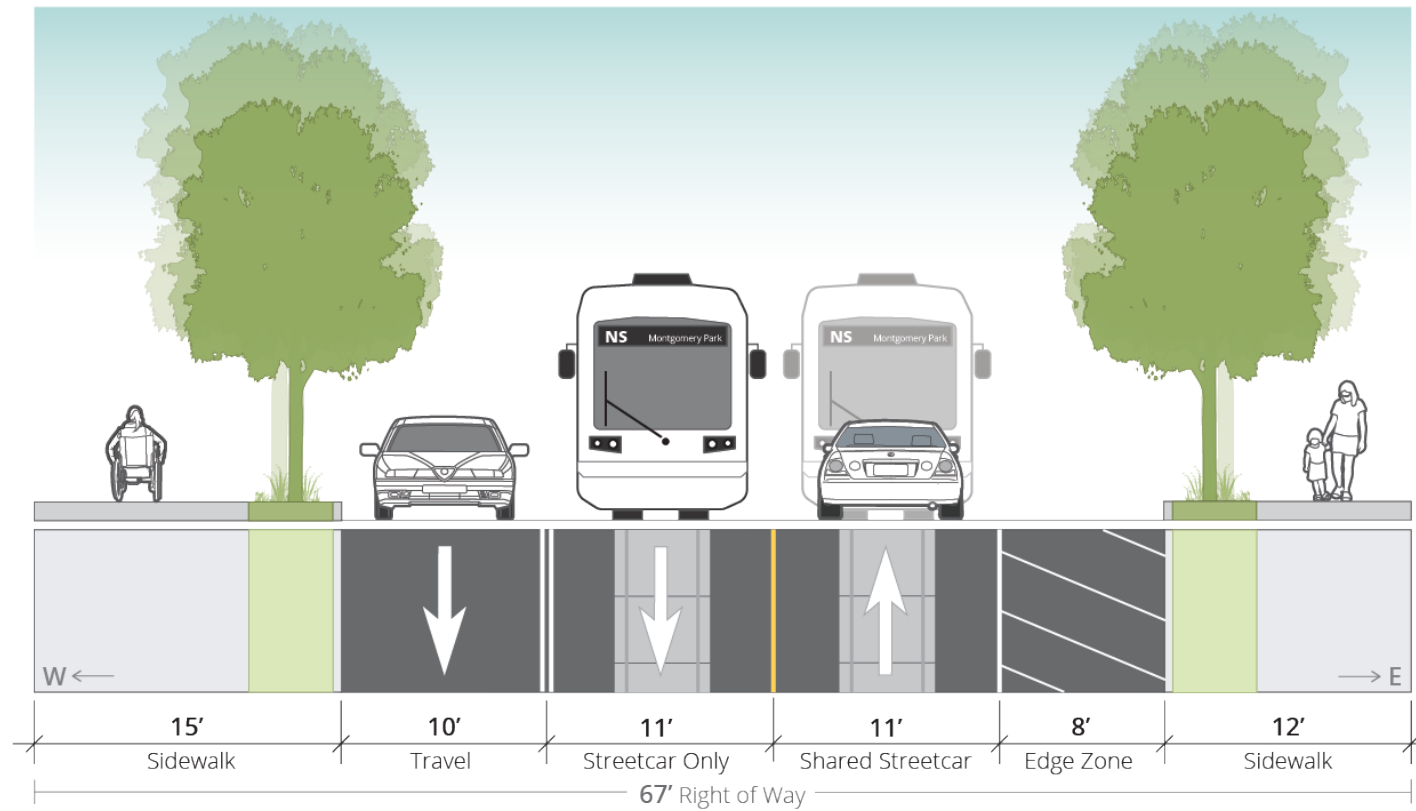 NS Montgomery Park
NS Montgomery Park
W
E
15’
10’
11’
11’
8’
12’
Sidewalk
Travel
Streetcar Only
Shared Streetcar
Edge Zone
Sidewalk
67’ Right of Way